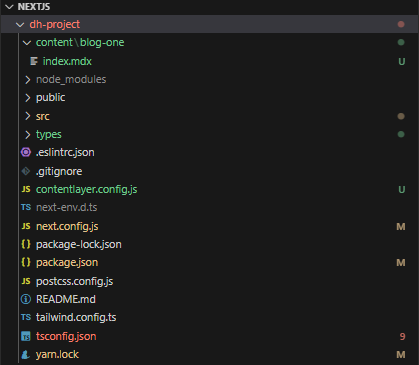 NEXTJS
dh-project
content\blog-one
index.mdx U
node_modules
public
src
types
.eslintrc.json
.gitignore
JS contentlayer.config.js U
TS next-env.d.ts
JS next.config.js M
{} package-lock.json
{} package.json M
JS postcss.config.js
README.md
TS tailwind.config.ts
TS tsconfig.json 9
yarn.lock M